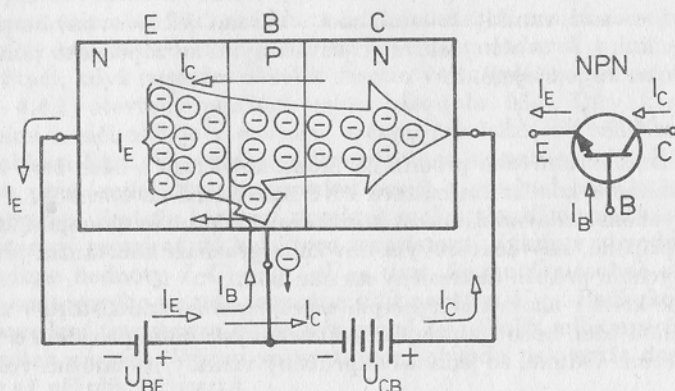 E B C
N P N NPN
I_C I_E I_C
I_E E C
I_E
I_B B
I_B
I_E I_C I_C
+ +
U_BE U_CB